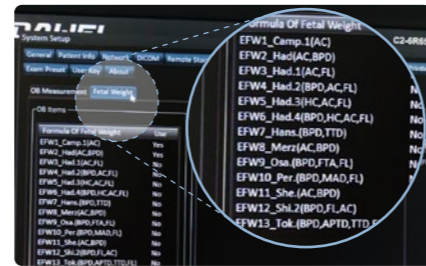 System Setup
General Patient Info Network DICOM Remote
Exam Preset User Key About
OB Measurement Fetal Weight
OB Items
Formula Of Fetal Weight Use
EFW1_Camp.1(AC) Yes
EFW2_Had(AC,BPD) Yes
EFW3_Had.1(AC,FL) No
EFW4_Had.2(BPD,AC,FL) No
EFW5_Had.3(HC,AC,FL) No
EFW6_Had.4(BPD,HC,AC,FL) No
EFW7_Hans.(BPD,TTD) No
EFW8_Merz(AC,BPD) No
EFW9_Osa.(BPD,FTA,FL) No
EFW10_Per.(BPD,MAD,FL) No
EFW11_She.(AC,BPD) No
EFW12_Shi.2(BPD,FL,AC) No
EFW13_Tok.(BPD,APTD,TTD,FL) No
Formula Of Fetal Weight
EFW1_Camp.1(AC)
EFW2_Had(AC,BPD)
EFW3_Had.1(AC,FL)
EFW4_Had.2(BPD,AC,FL)
EFW5_Had.3(HC,AC,FL)
EFW6_Had.4(BPD,HC,AC,FL)
EFW7_Hans.(BPD,TTD)
EFW8_Merz(AC,BPD)
EFW9_Osa.(BPD,FTA,FL)
EFW10_Per.(BPD,MAD,FL)
EFW11_She.(AC,BPD)
EFW12_Shi.2(BPD,FL,AC)
EFW13_Tok.(BPD,APTD,TTD,F